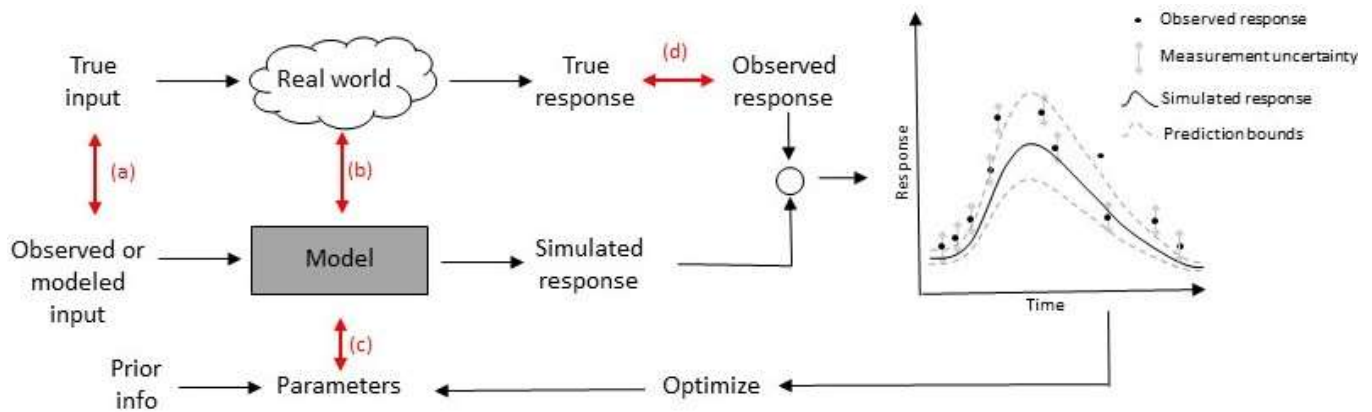 True
input
Real world
True
response
(d)
Observed
response
(a)
(b)
Observed or
modeled
input
Model
Simulated
response
(c)
Prior
info
Parameters
Optimize
Response
Time
Observed response
Measurement uncertainty
Simulated response
Prediction bounds